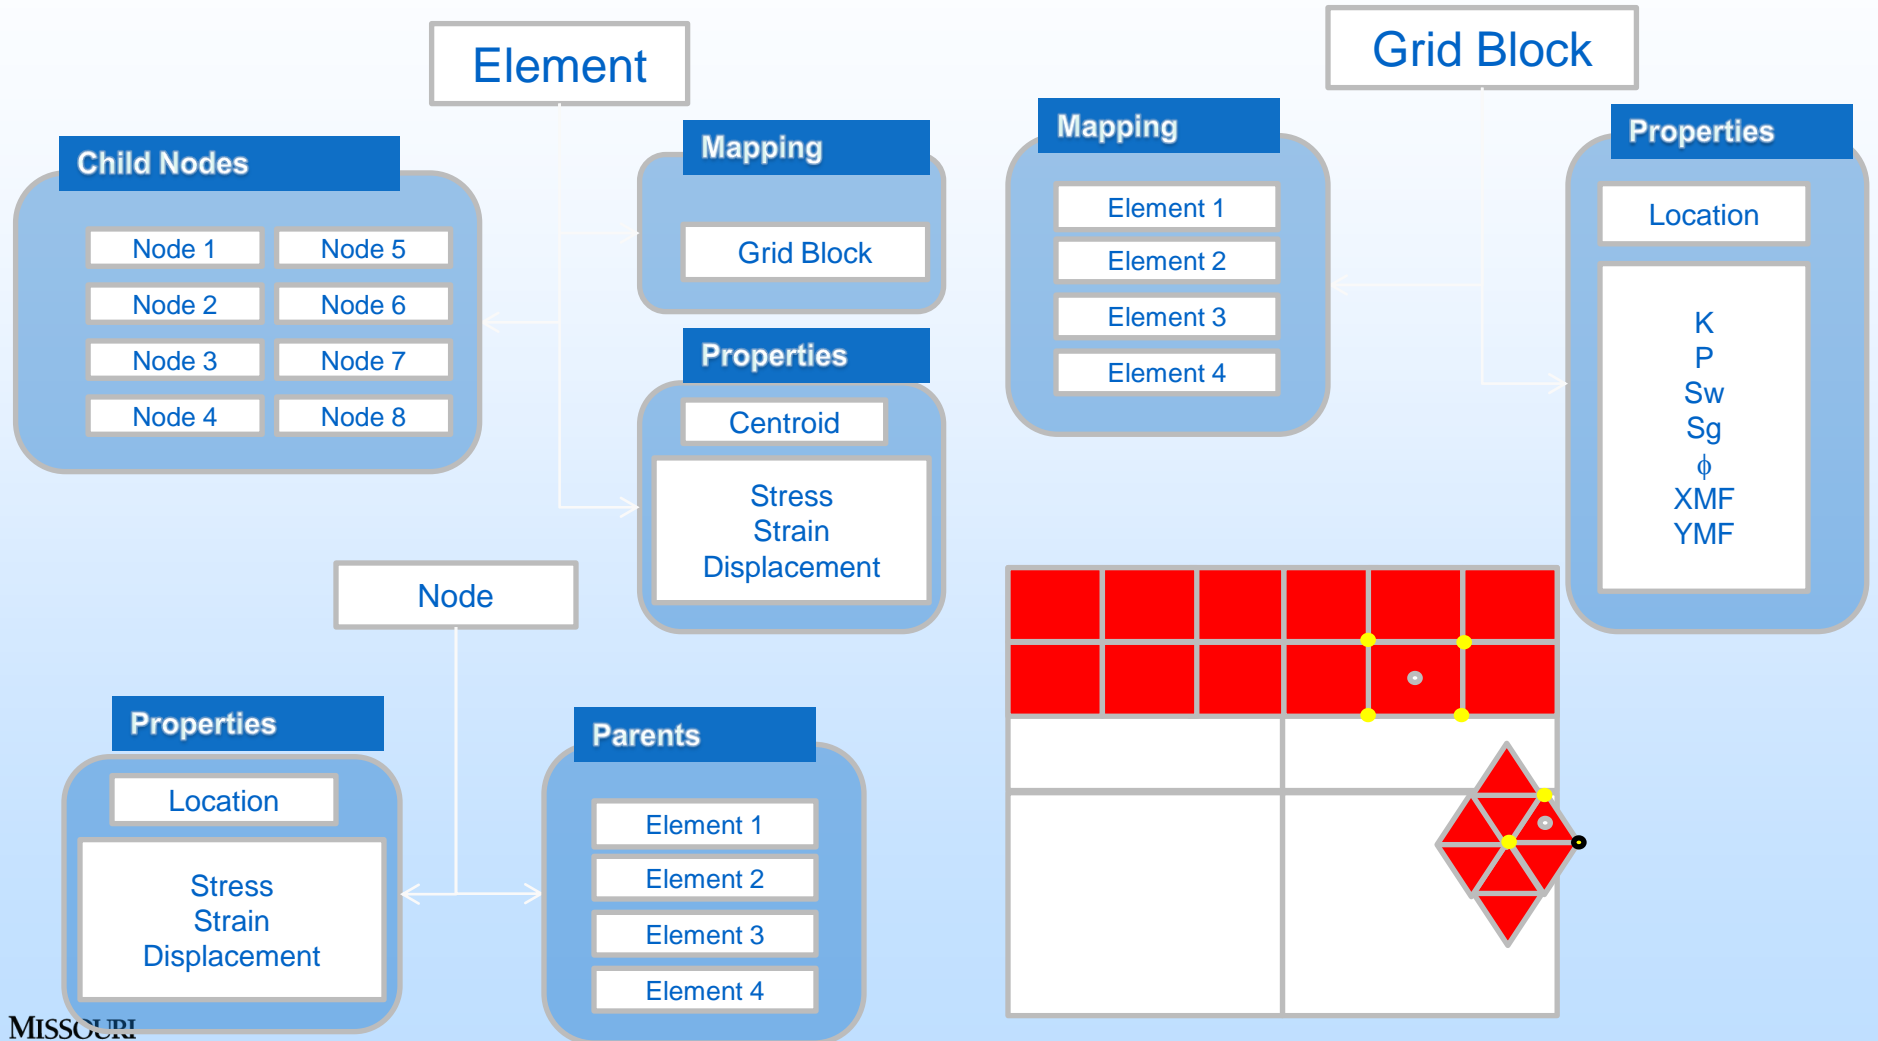 Element
Child Nodes
Node 1
Node 5
Node 2
Node 6
Node 3
Node 7
Node 4
Node 8
Mapping
Grid Block
Properties
Centroid
Stress
Strain
Displacement
Grid Block
Mapping
Element 1
Element 2
Element 3
Element 4
Properties
Location
K
P
Sw
Sg
ϕ
XMF
YMF
Node
Properties
Location
Stress
Strain
Displacement
Parents
Element 1
Element 2
Element 3
Element 4
MISSOURI